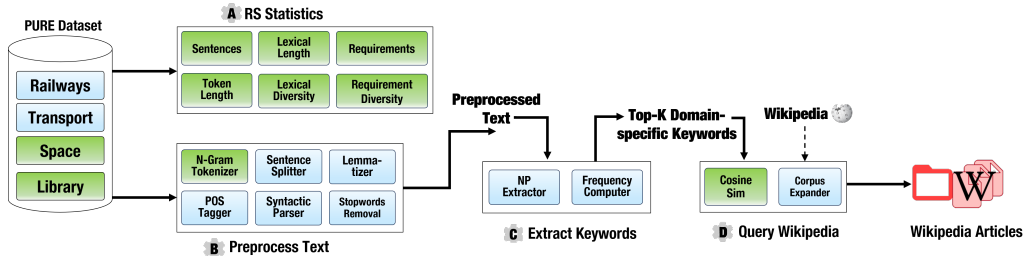 PURE Dataset
Railways
Transport
Space
Library
A RS Statistics
Sentences
Lexical
Length
Requirements
Token
Length
Lexical
Diversity
Requirement
Diversity
N-Gram
Tokenizer
Sentence
Splitter
Lemma-
tizer
POS
Tagger
Syntactic
Parser
Stopwords
Removal
B Preprocess Text
Preprocessed
Text
NP
Extractor
Frequency
Computer
C Extract Keywords
Top-K Domain-
specific Keywords
Wikipedia
Cosine
Sim
Corpus
Expander
D Query Wikipedia
W
Wikipedia Articles